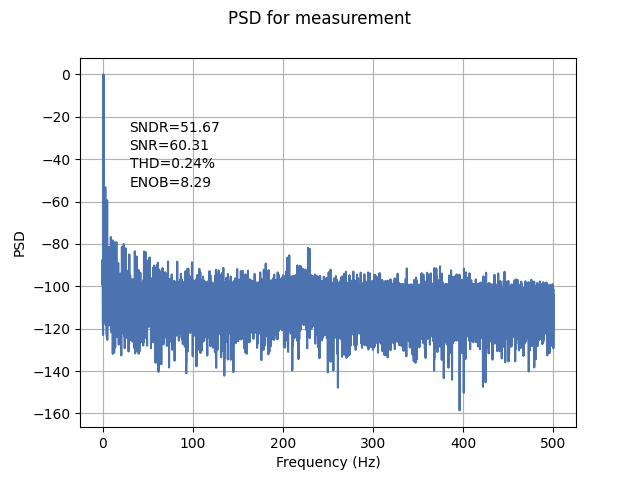 PSD for measurement
0
−20
−40
−60
−80
−100
−120
−140
−160
PSD
SNDR=51.67
SNR=60.31
THD=0.24%
ENOB=8.29
0 100 200 300 400 500
Frequency (Hz)